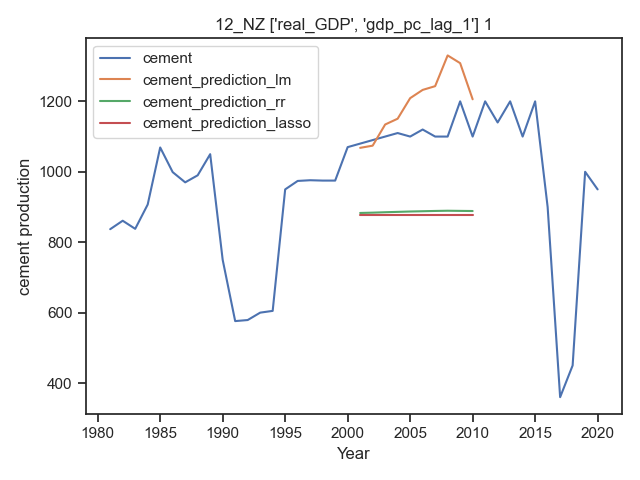 12_NZ ['real_GDP', 'gdp_pc_lag_1'] 1
cement
cement_prediction_lm
cement_prediction_rr
cement_prediction_lasso
cement production
1200
1000
800
600
400
1980 1985 1990 1995 2000 2005 2010 2015 2020
Year